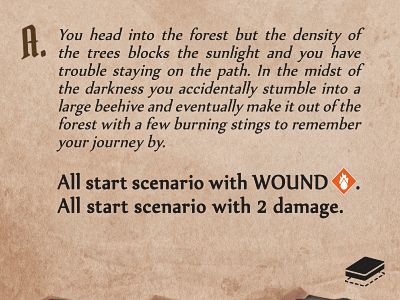 A. You head into the forest but the density of
the trees blocks the sunlight and you have
trouble staying on the path. In the midst of
the darkness you accidentally stumble into a
large beehive and eventually make it out of the
forest with a few burning stings to remember
your journey by.
All start scenario with WOUND .
All start scenario with 2 damage.